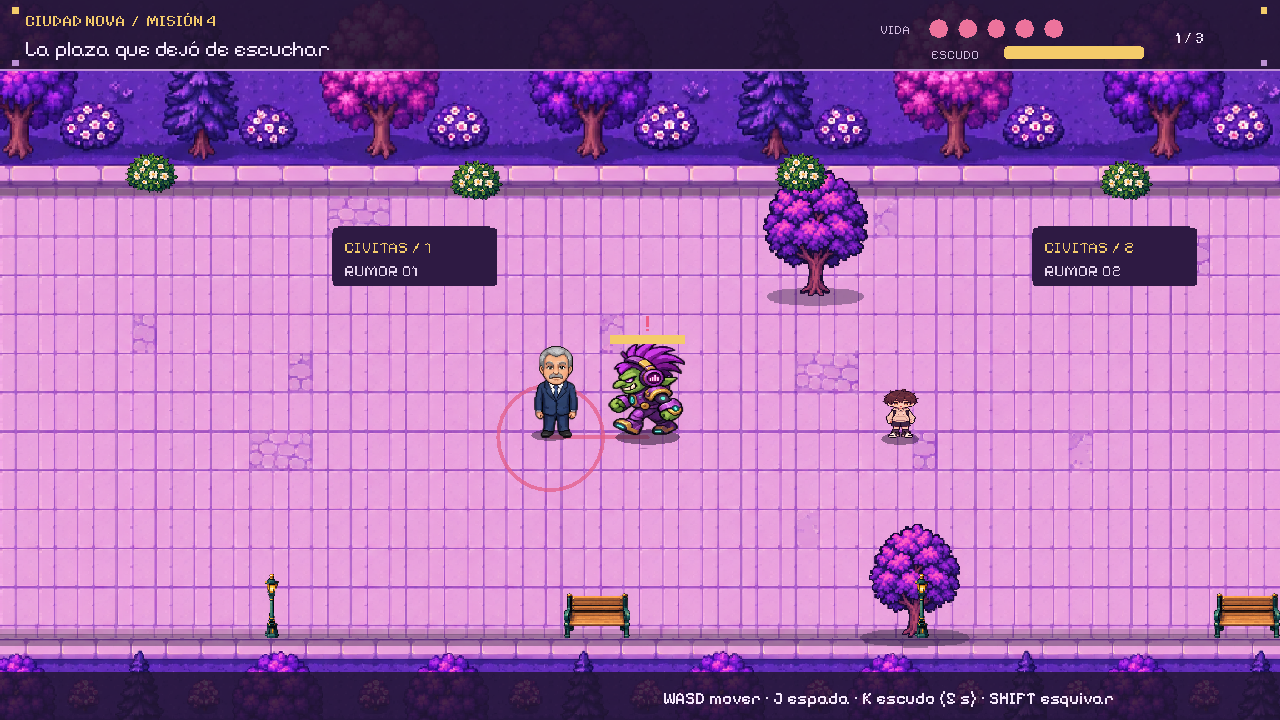 CIUDAD NOVA / MISIÓN 4
La plaza que dejó de escuchar
VIDA
ESCUDO
1 / 3
CIVITAS / 1
RUMOR 01
CIVITAS / 2
RUMOR 02
!
WASD mover · J espada · K escudo (S s) · SHIFT esquivar